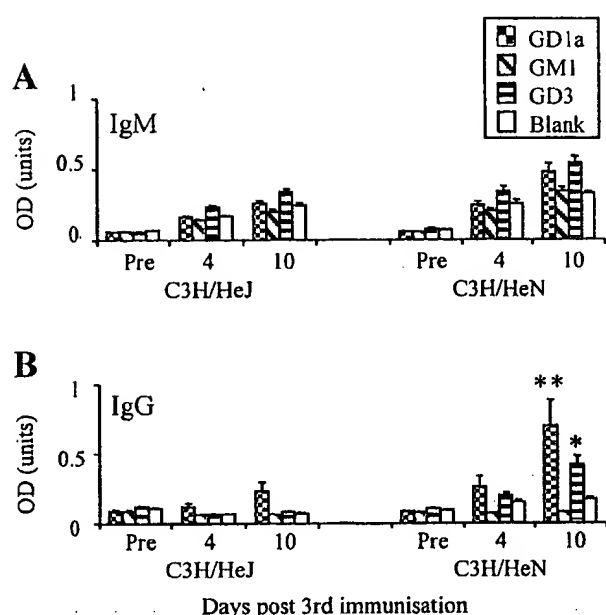 GD1a
GM1
GD3
Blank
A
IgM
1
0.5
0.
OD (units)
Pre 4 10 Pre 4 10
C3H/HeJ C3H/HeN
B
IgG
1
0.5
0
OD (units)
** *
Pre 4 10 Pre 4 10
C3H/HeJ C3H/HeN
Days post 3rd immunisation